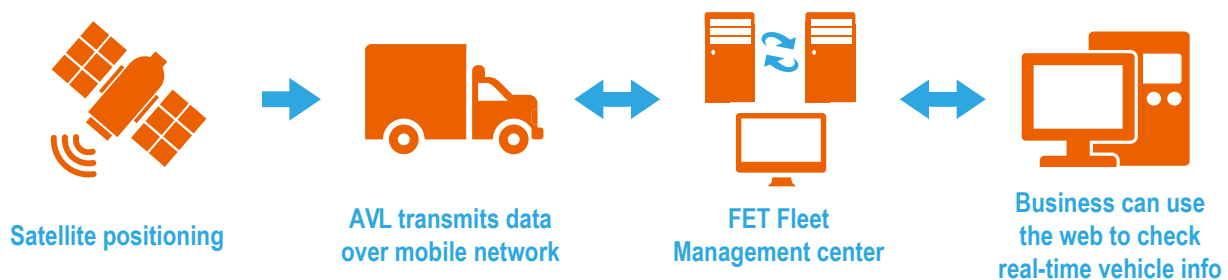 Satellite positioning
AVL transmits data
over mobile network
FET Fleet
Management center
Business can use
the web to check
real-time vehicle info